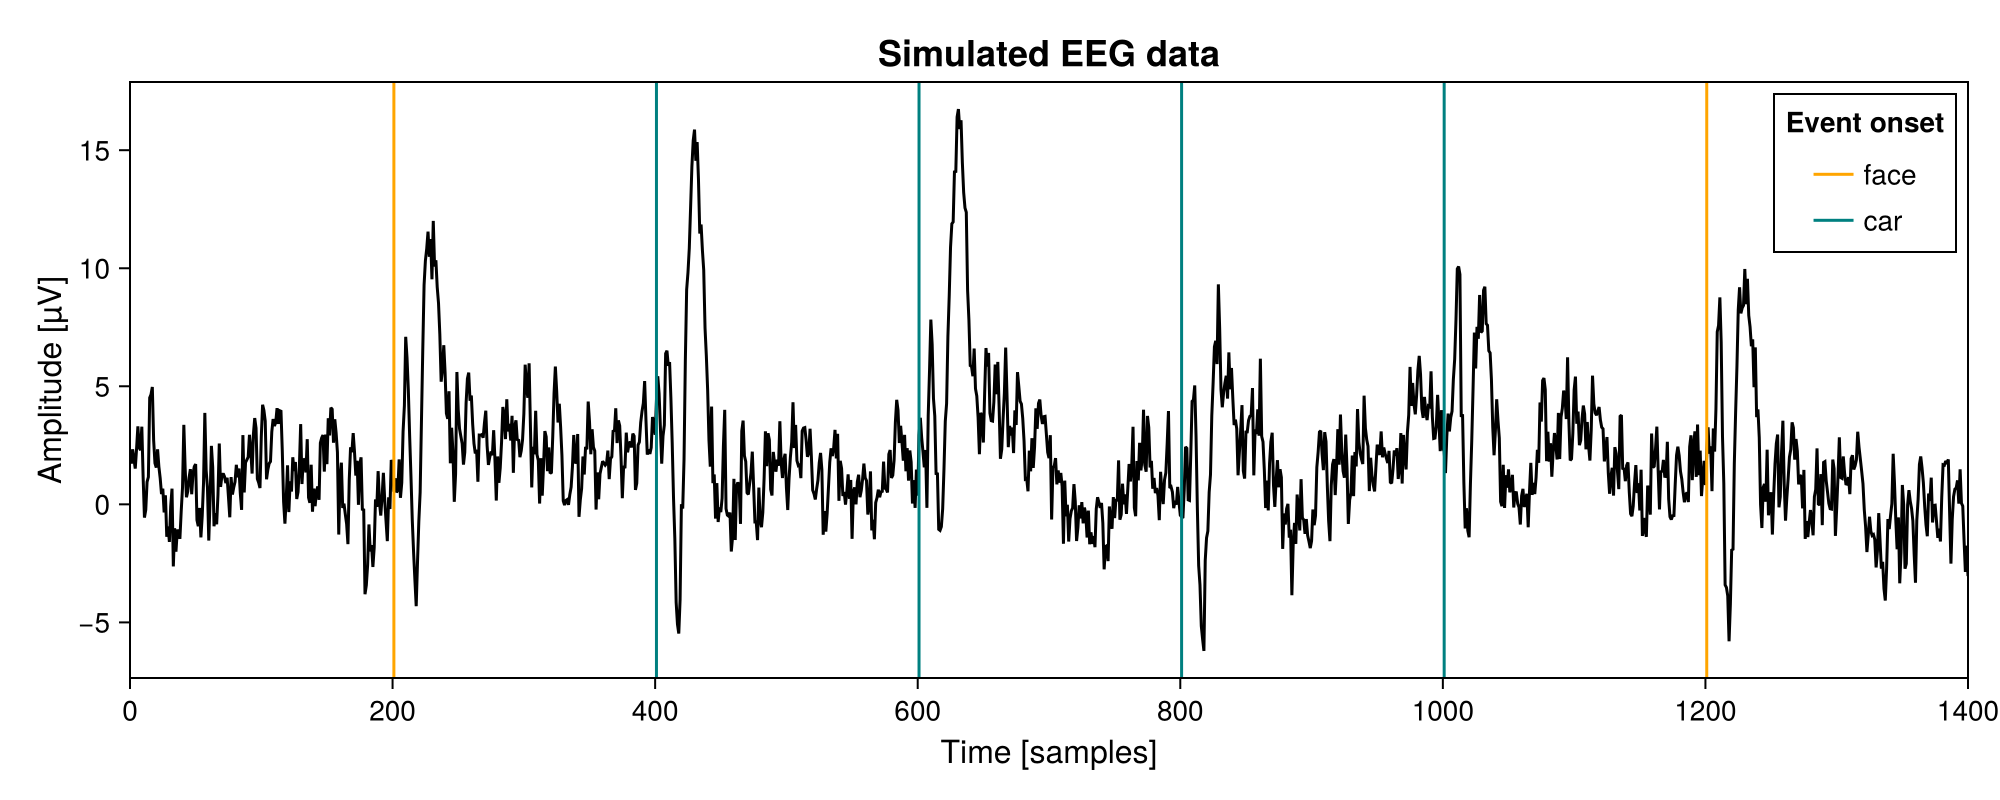 Simulated EEG data
Event onset
face
car
Amplitude [µV]
15
10
5
0
−5
0 200 400 600 800 1000 1200 1400
Time [samples]